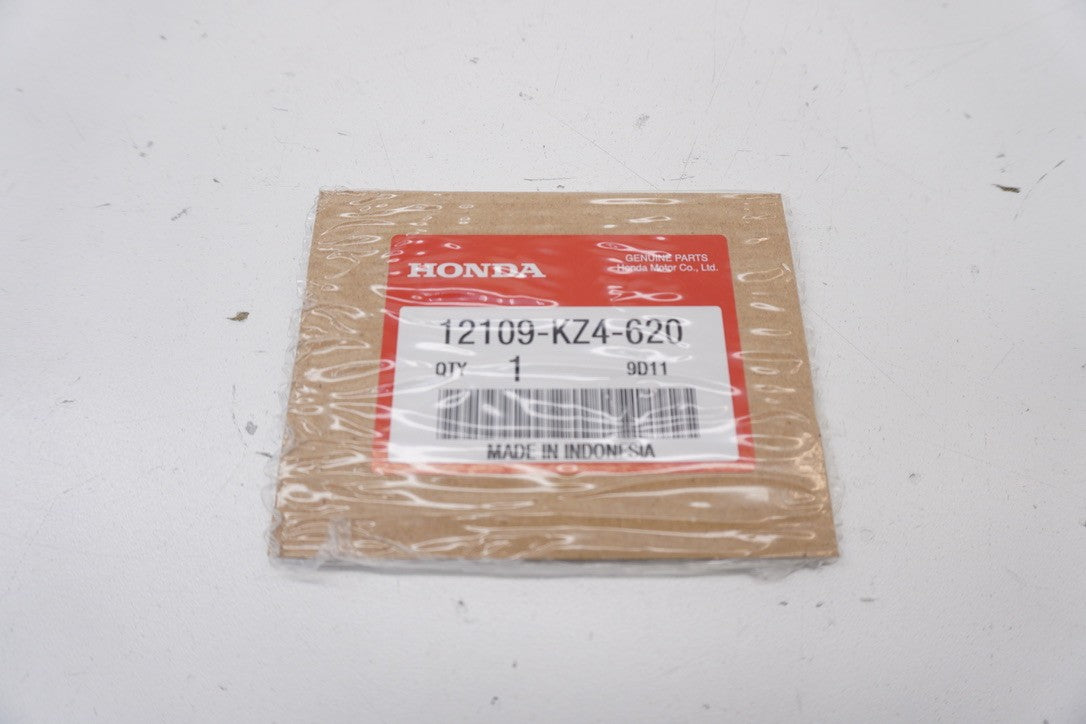 HONDA
GENUINE PARTS
Honda Motor Co., Ltd.
12109-KZ4-620
QTY 1 9D11
MADE IN INDONESIA